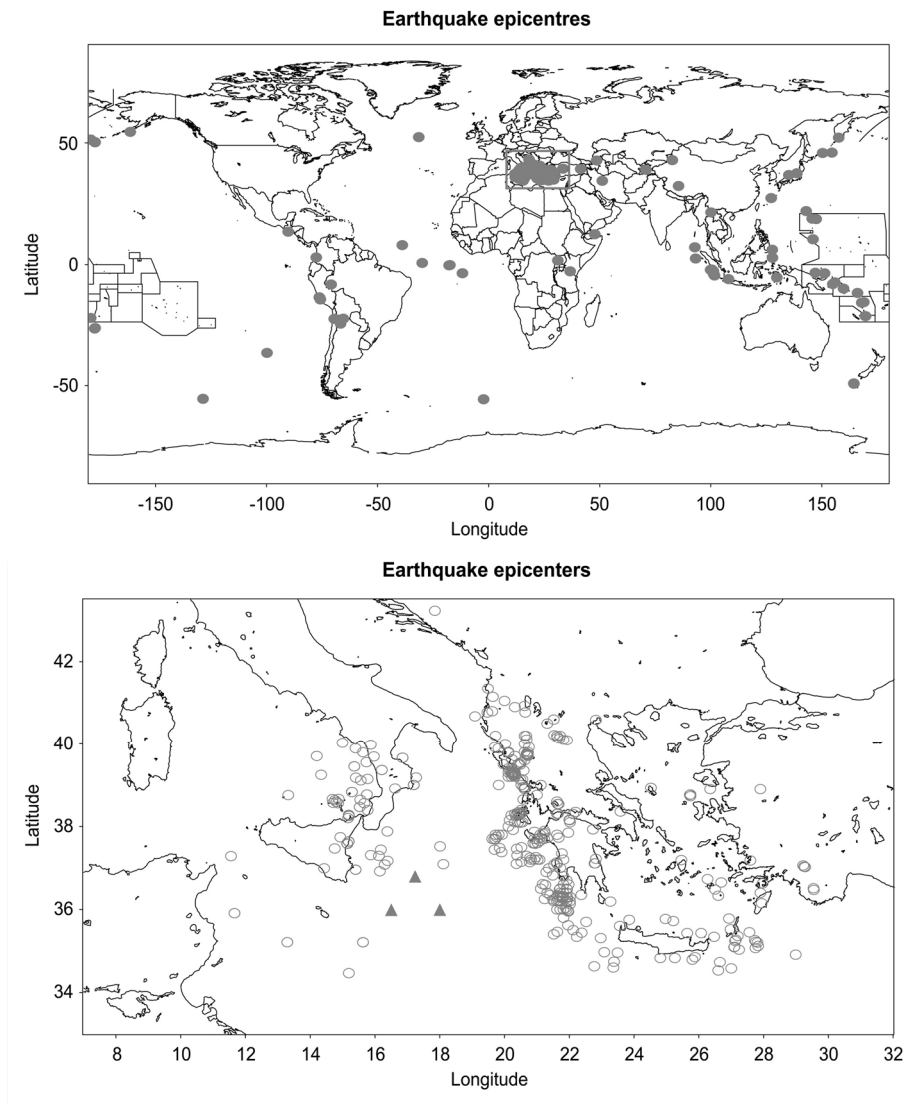 Earthquake epicentres
50
0
-50
Latitude
-150 -100 -50 0 50 100 150
Longitude
Earthquake epicenters
42
40
38
36
34
Latitude
8 10 12 14 16 18 20 22 24 26 28 30 32
Longitude